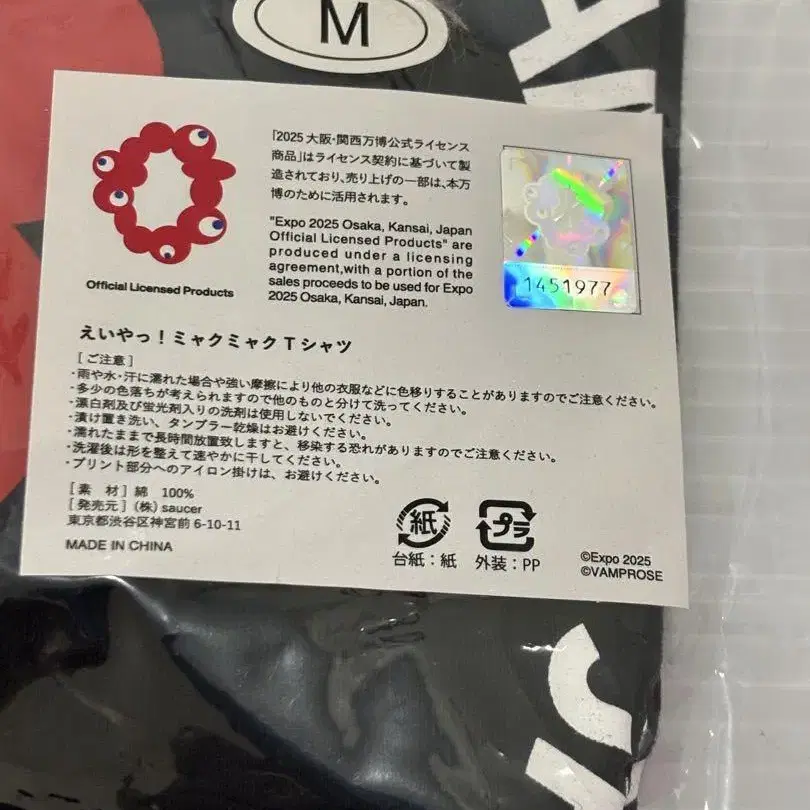 M
「2025 大阪・関西万博公式ライセンス
商品」はライセンス契約に基づいて製
造されており、売り上げの一部は、本万
博のために活用されます。
"Expo 2025 Osaka, Kansai, Japan
Official Licensed Products" are
produced under a licensing
agreement,with a portion of the
sales proceeds to be used for Expo
2025 Osaka, Kansai, Japan.
Official Licensed Products
1451977
えいやっ！ミャクミャクTシャツ
[ご注意]
・雨や水・汗に濡れた場合や強い摩擦により他の衣服などに色移りすることがありますのでご注意ください。
・多少の色落ちが考えられますので他のものと分けて洗ってください。
・漂白剤及び蛍光剤入りの洗剤は使用しないでください。
・漬け置き洗い、タンブラー乾燥はお避けください。
・濡れたままで長時間放置致しますと、移染する恐れがありますのでご注意ください。
・洗濯後は形を整えて速やかに干してください。
・プリント部分へのアイロン掛けは、お避けください。
[素　材] 綿　100%
[発売元] (株) saucer
東京都渋谷区神宮前 6-10-11
MADE IN CHINA
紙
プラ
台紙：紙　外装：PP
©Expo 2025
©VAMPROSE